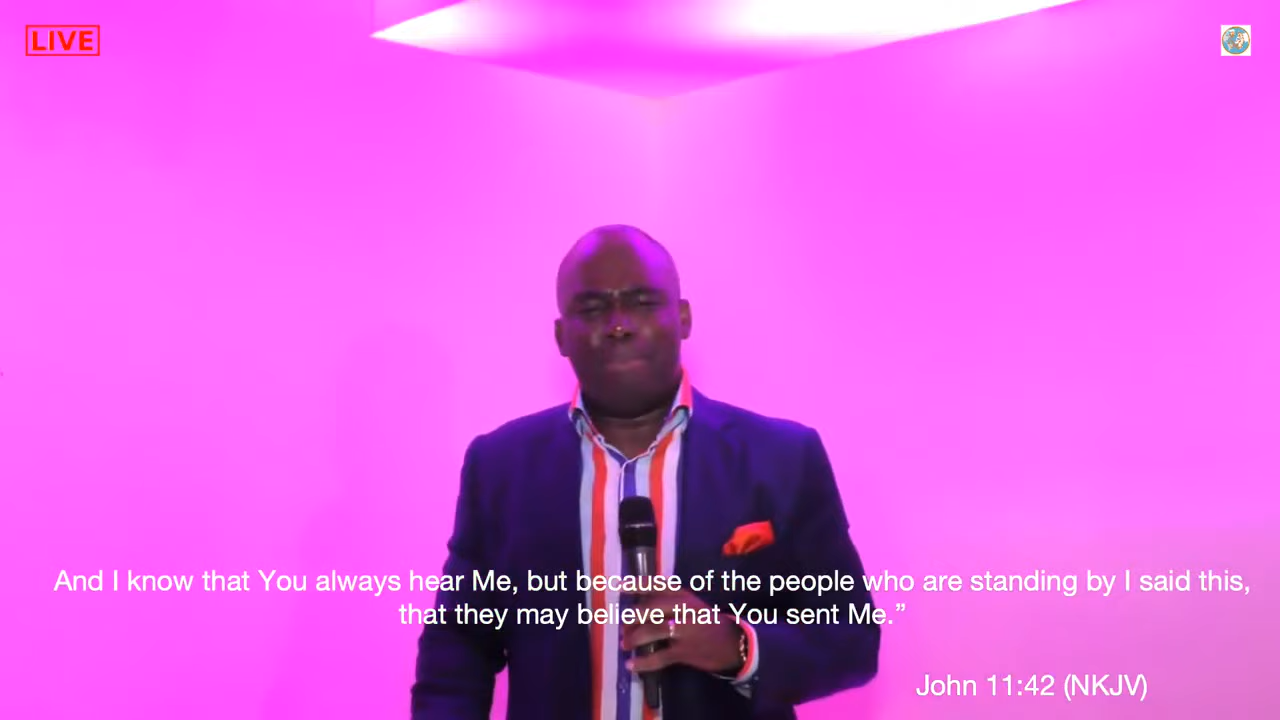 LIVE
And I know that You always hear Me, but because of the people who are standing by I said this,
that they may believe that You sent Me.”
John 11:42 (NKJV)